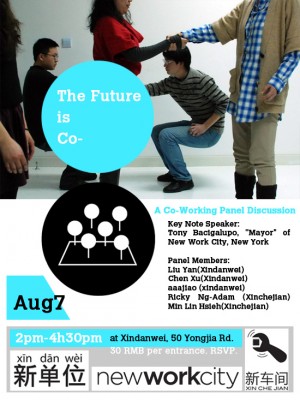 The Future
is
Co-
A Co-Working Panel Discussion
Key Note Speaker:
Tony Bacigalupo, "Mayor" of
New Work City, New York
Panel Members:
Liu Yan(Xindanwei)
Chen Xu(Xindanwei)
aaajiao (xindanwei)
Ricky Ng-Adam (Xinchejian)
Min Lin Hsieh(Xinchejian)
Aug7
2pm-4h30pm at Xindanwei, 50 Yongjia Rd.
30 RMB per entrance. RSVP.
xīn dān wèi
新单位
newworkcity
新车间
XIN CHE JIAN